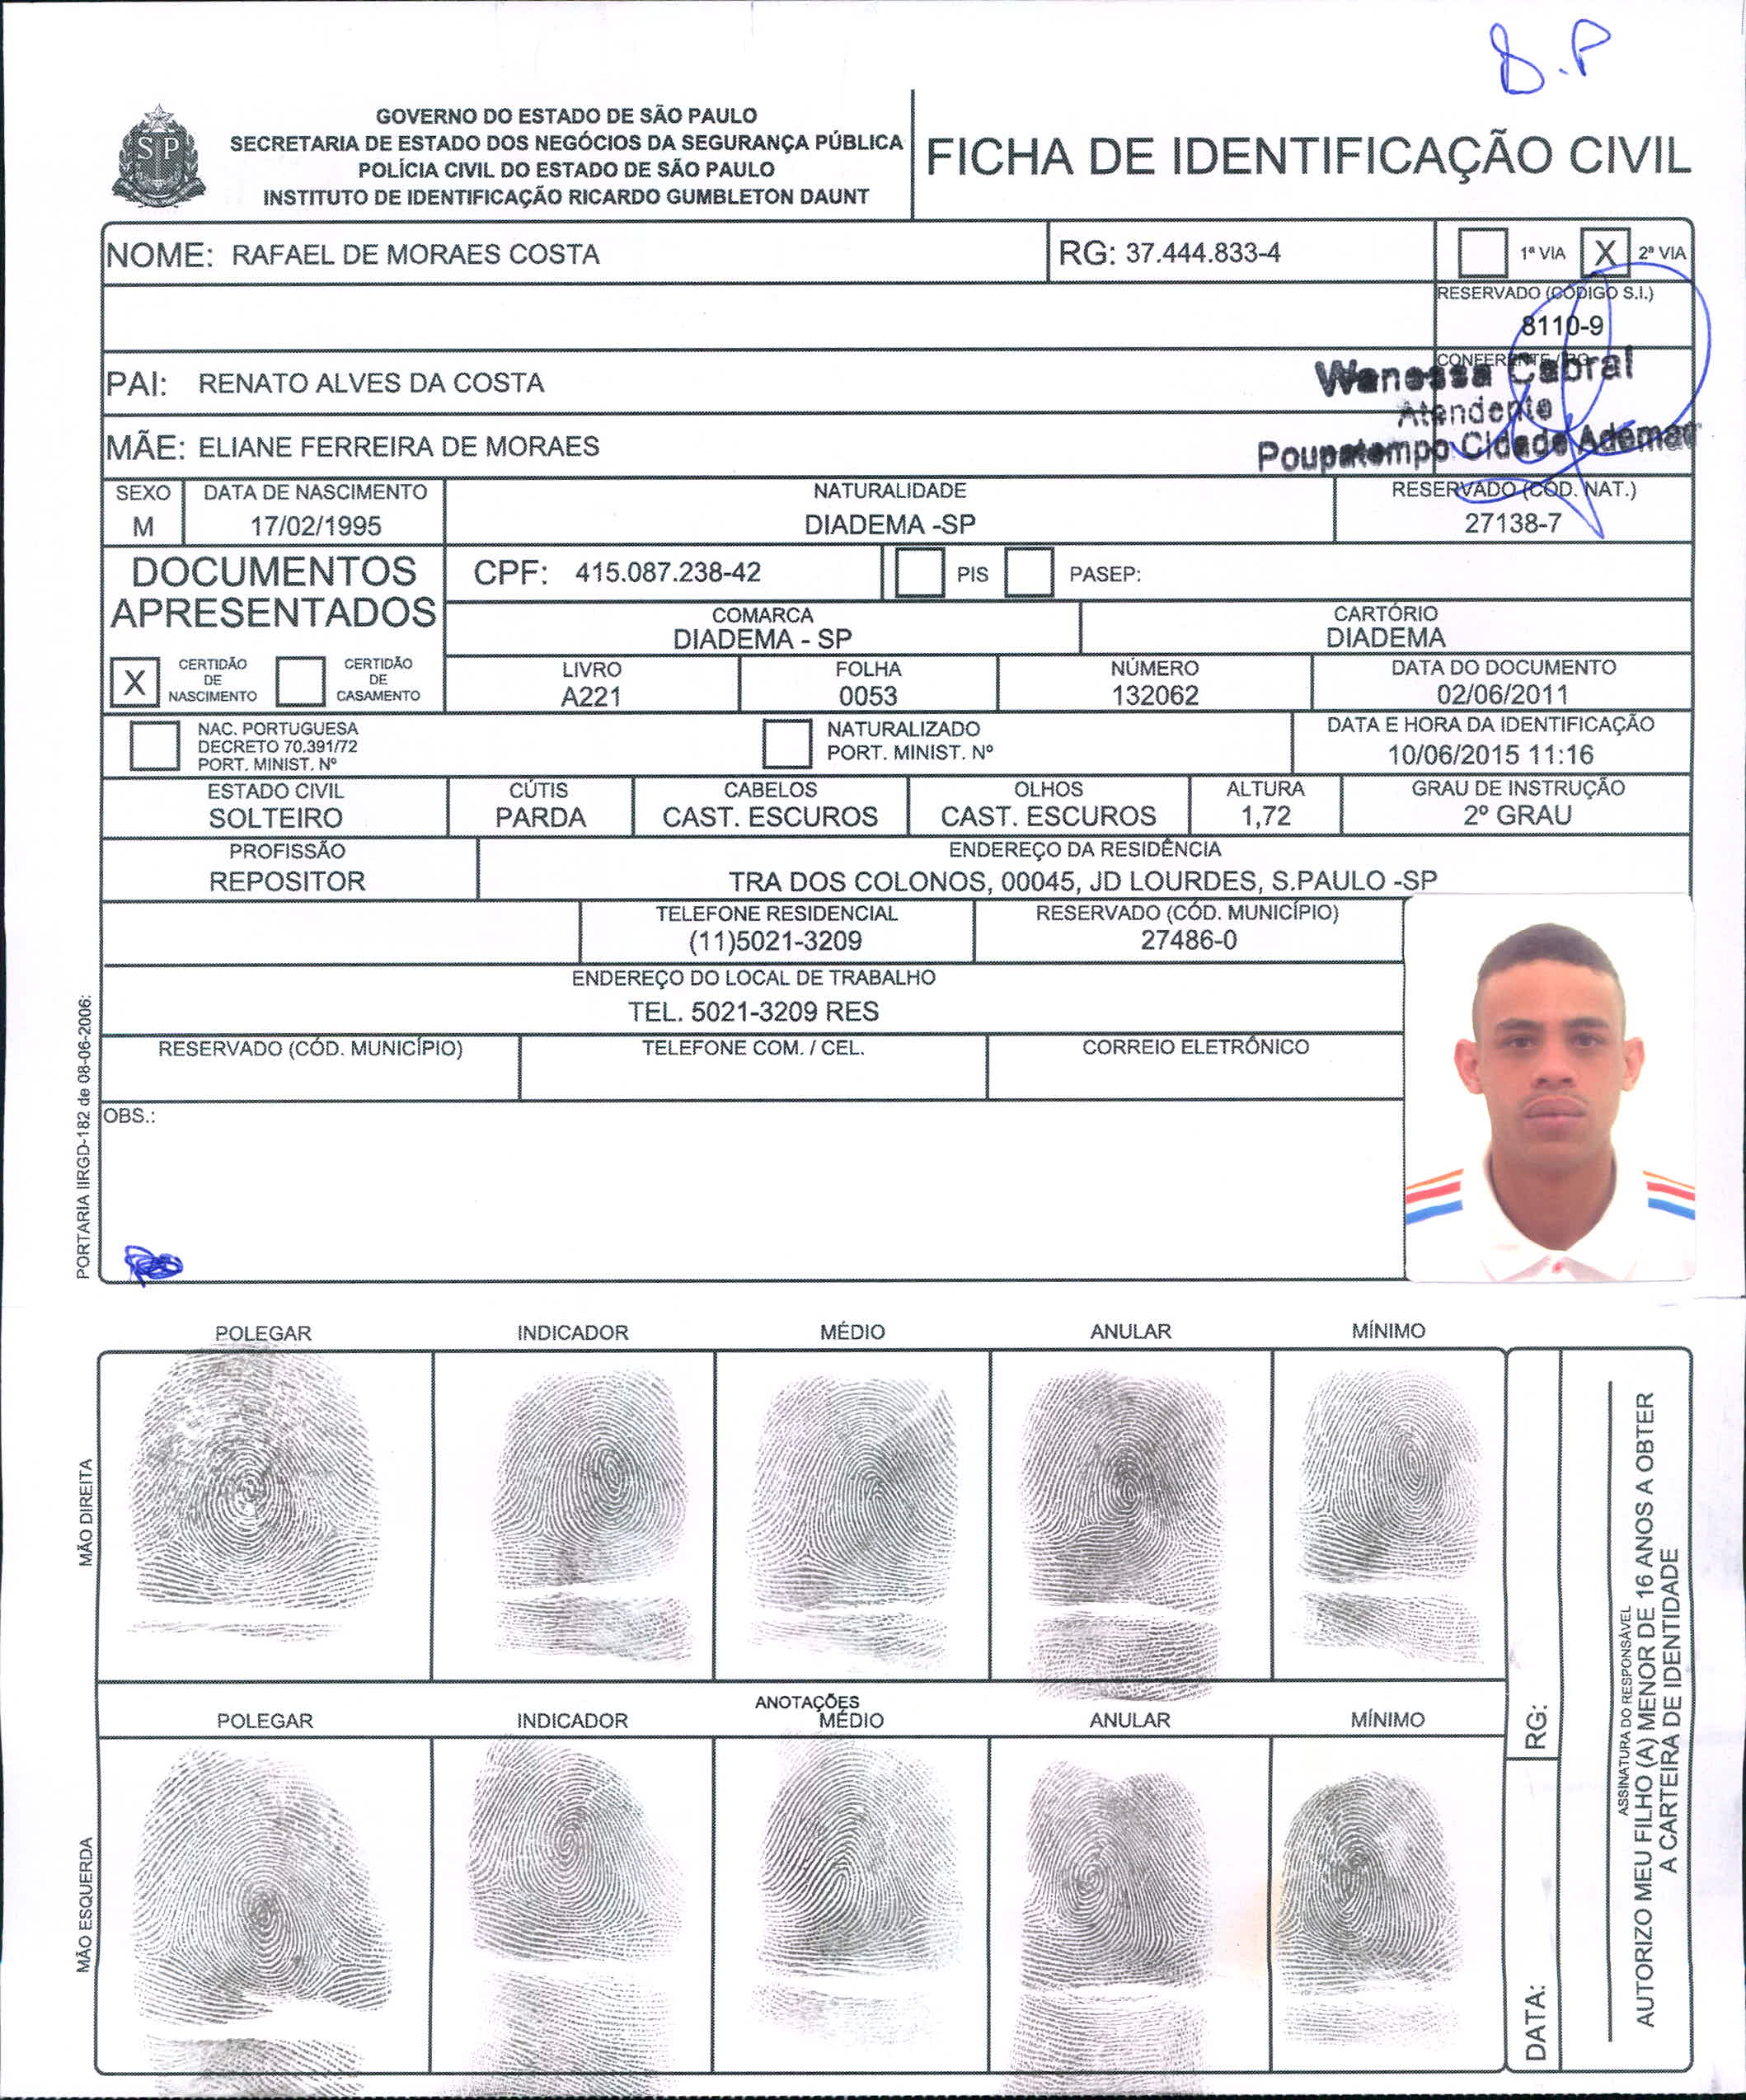 8.P
GOVERNO DO ESTADO DE SÃO PAULO
SECRETARIA DE ESTADO DOS NEGÓCIOS DA SEGURANÇA PÚBLICA
POLÍCIA CIVIL DO ESTADO DE SÃO PAULO
INSTITUTO DE IDENTIFICAÇÃO RICARDO GUMBLETON DAUNT
SP
FICHA DE IDENTIFICAÇÃO CIVIL
NOME: RAFAEL DE MORAES COSTA
RG: 37.444.833-4
1ª VIA X 2ª VIA
RESERVADO (CÓDIGO S.I.)
8110-9
PAI: RENATO ALVES DA COSTA
CONFERENTE / RG
Wanessa Cabral
Atendente
Poupatempo Cidade Ademar
MÃE: ELIANE FERREIRA DE MORAES
SEXO DATA DE NASCIMENTO NATURALIDADE RESERVADO (CÓD. NAT.)
M 17/02/1995 DIADEMA -SP 27138-7
DOCUMENTOS
APRESENTADOS
CPF: 415.087.238-42 PIS PASEP:
COMARCA CARTÓRIO
DIADEMA - SP DIADEMA
X CERTIDÃO DE NASCIMENTO
CERTIDÃO DE CASAMENTO
LIVRO FOLHA NÚMERO DATA DO DOCUMENTO
A221 0053 132062 02/06/2011
NAC. PORTUGUESA
DECRETO 70.391/72
PORT. MINIST. Nº
NATURALIZADO
PORT. MINIST. Nº
DATA E HORA DA IDENTIFICAÇÃO
10/06/2015 11:16
ESTADO CIVIL CÚTIS CABELOS OLHOS ALTURA GRAU DE INSTRUÇÃO
SOLTEIRO PARDA CAST. ESCUROS CAST. ESCUROS 1,72 2º GRAU
PROFISSÃO ENDEREÇO DA RESIDÊNCIA
REPOSITOR TRA DOS COLONOS, 00045, JD LOURDES, S.PAULO -SP
TELEFONE RESIDENCIAL RESERVADO (CÓD. MUNICÍPIO)
(11)5021-3209 27486-0
ENDEREÇO DO LOCAL DE TRABALHO
TEL. 5021-3209 RES
RESERVADO (CÓD. MUNICÍPIO) TELEFONE COM. / CEL. CORREIO ELETRÔNICO
OBS.:
PORTARIA IIRGD-182 de 08-06-2006:
POLEGAR INDICADOR MÉDIO ANULAR MÍNIMO
MÃO DIREITA
ANOTAÇÕES
POLEGAR INDICADOR MÉDIO ANULAR MÍNIMO
MÃO ESQUERDA
RG:
DATA:
ASSINATURA DO RESPONSÁVEL
AUTORIZO MEU FILHO (A) MENOR DE 16 ANOS A OBTER
A CARTEIRA DE IDENTIDADE